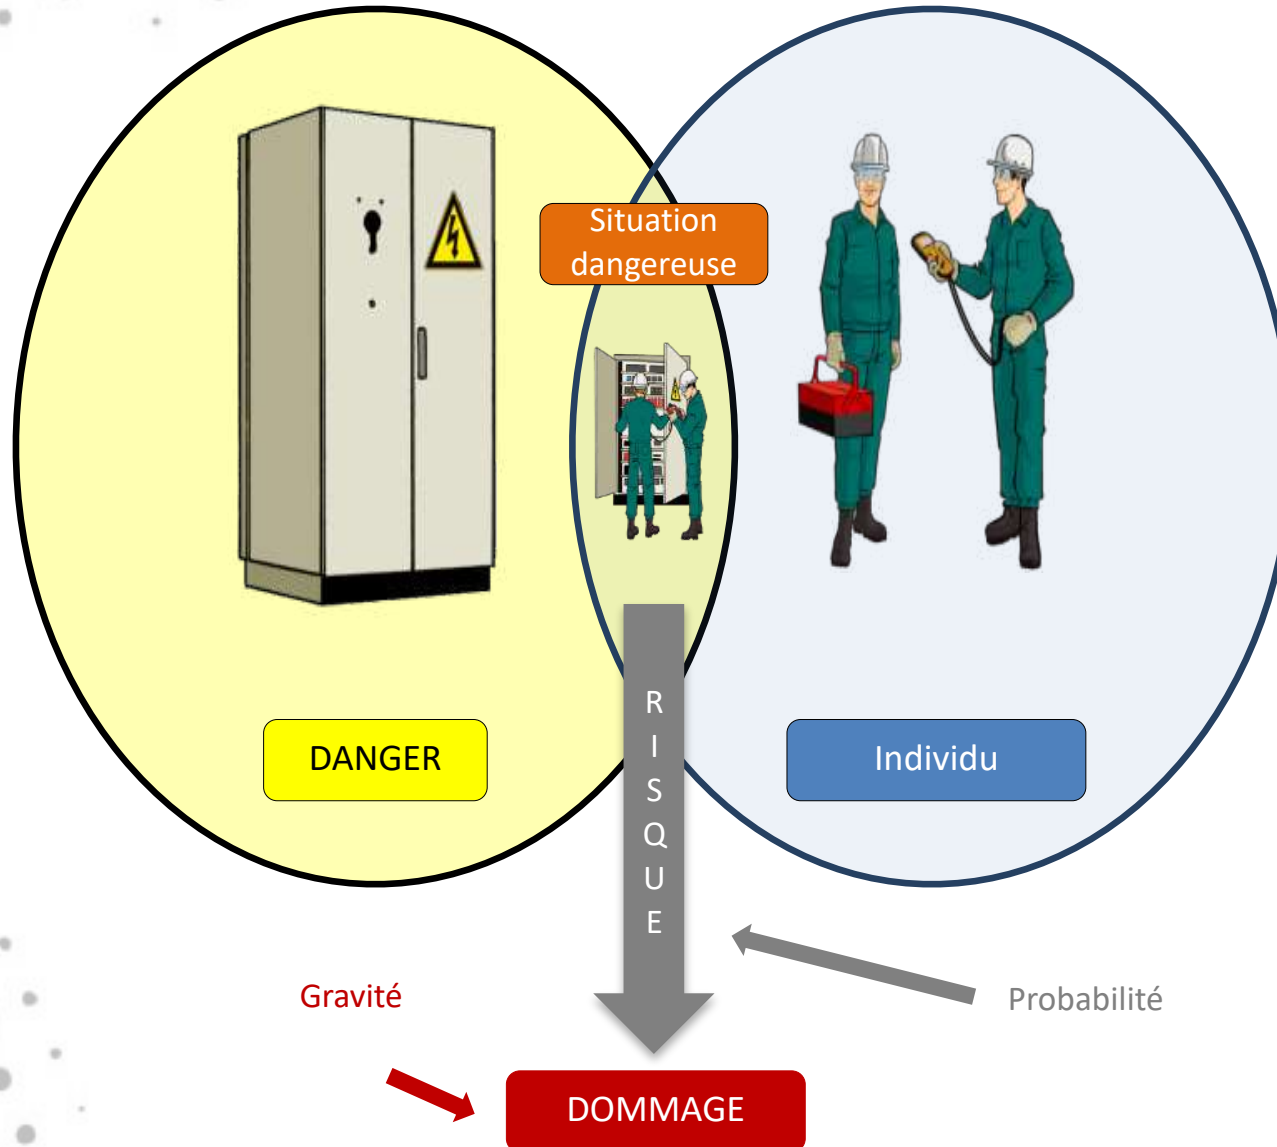 Situation
dangereuse
DANGER
Individu
R
I
S
Q
U
E
Gravité
Probabilité
DOMMAGE